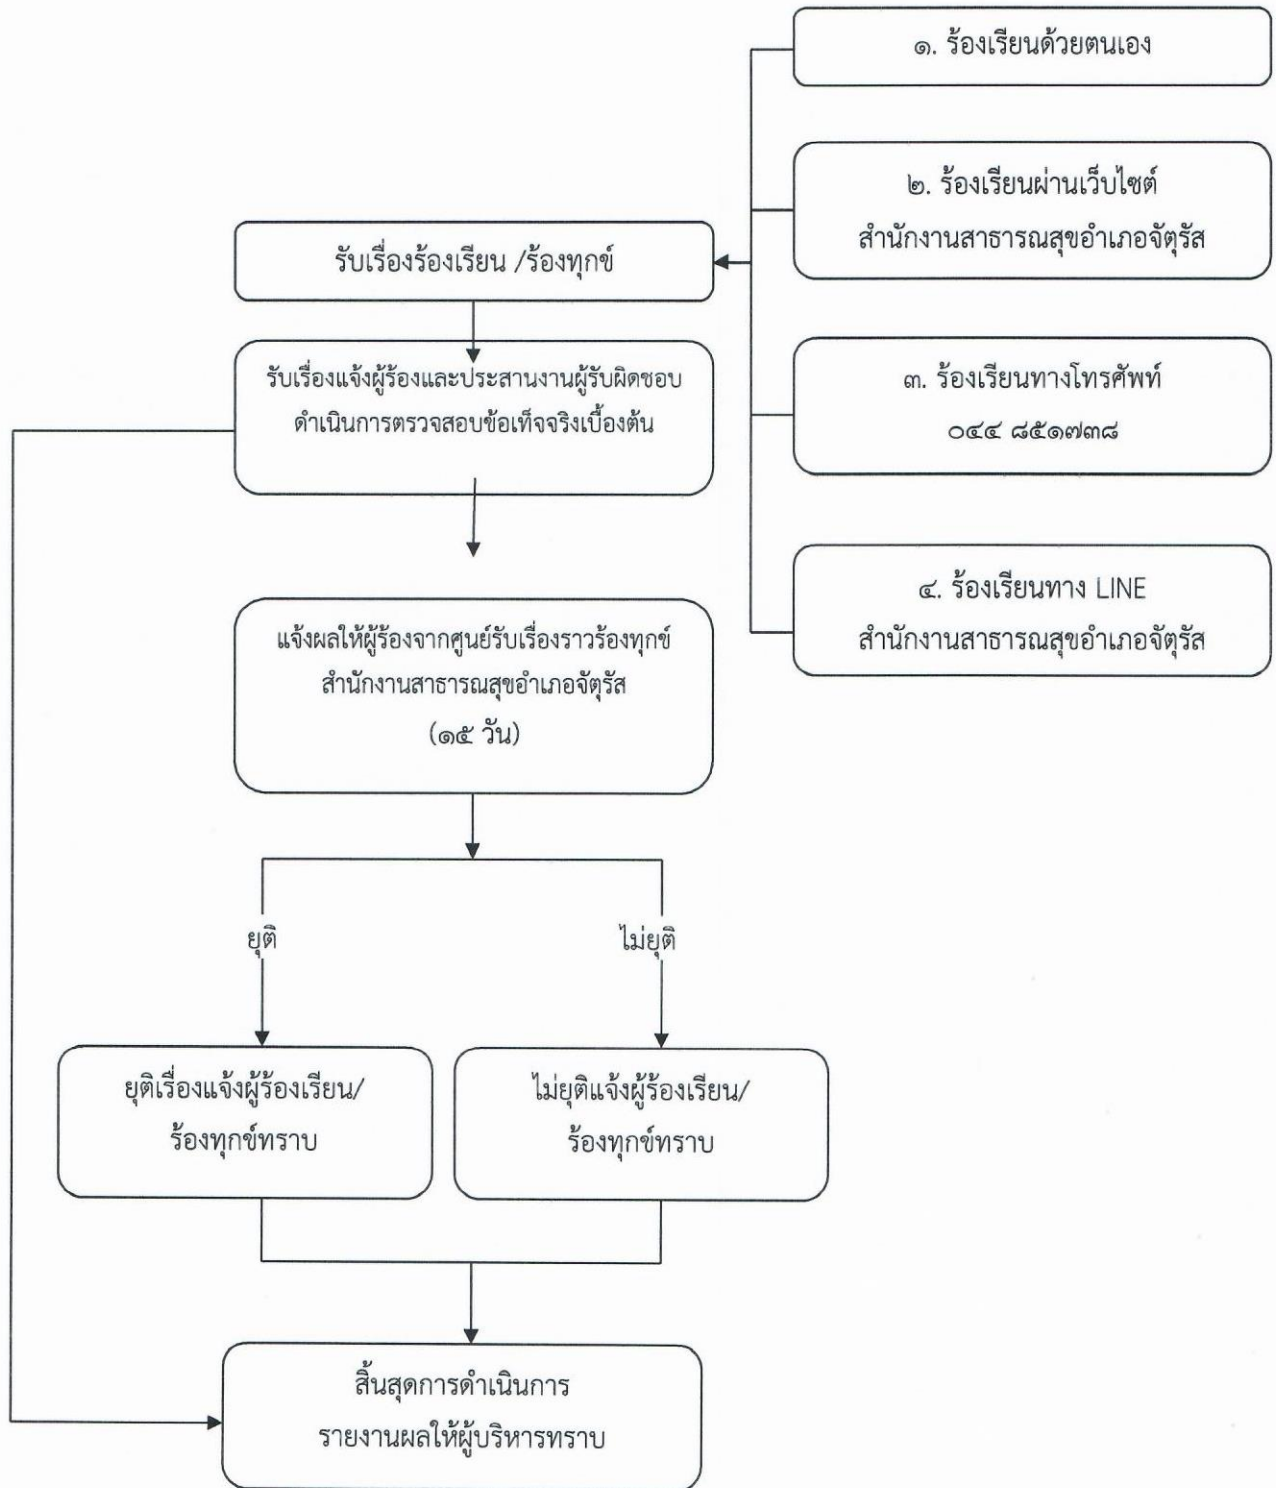 ๑. ร้องเรียนด้วยตนเอง
๒. ร้องเรียนผ่านเว็บไซต์
สำนักงานสาธารณสุขอำเภอจัตุรัส
รับเรื่องร้องเรียน /ร้องทุกข์
รับเรื่องแจ้งผู้ร้องและประสานงานผู้รับผิดชอบ
ดำเนินการตรวจสอบข้อเท็จจริงเบื้องต้น
๓. ร้องเรียนทางโทรศัพท์
๐๔๔ ๘๕๑๗๓๘
๔. ร้องเรียนทาง LINE
สำนักงานสาธารณสุขอำเภอจัตุรัส
แจ้งผลให้ผู้ร้องจากศูนย์รับเรื่องราวร้องทุกข์
สำนักงานสาธารณสุขอำเภอจัตุรัส
(๑๕ วัน)
ยุติ
ไม่ยุติ
ยุติเรื่องแจ้งผู้ร้องเรียน/
ร้องทุกข์ทราบ
ไม่ยุติแจ้งผู้ร้องเรียน/
ร้องทุกข์ทราบ
สิ้นสุดการดำเนินการ
รายงานผลให้ผู้บริหารทราบ